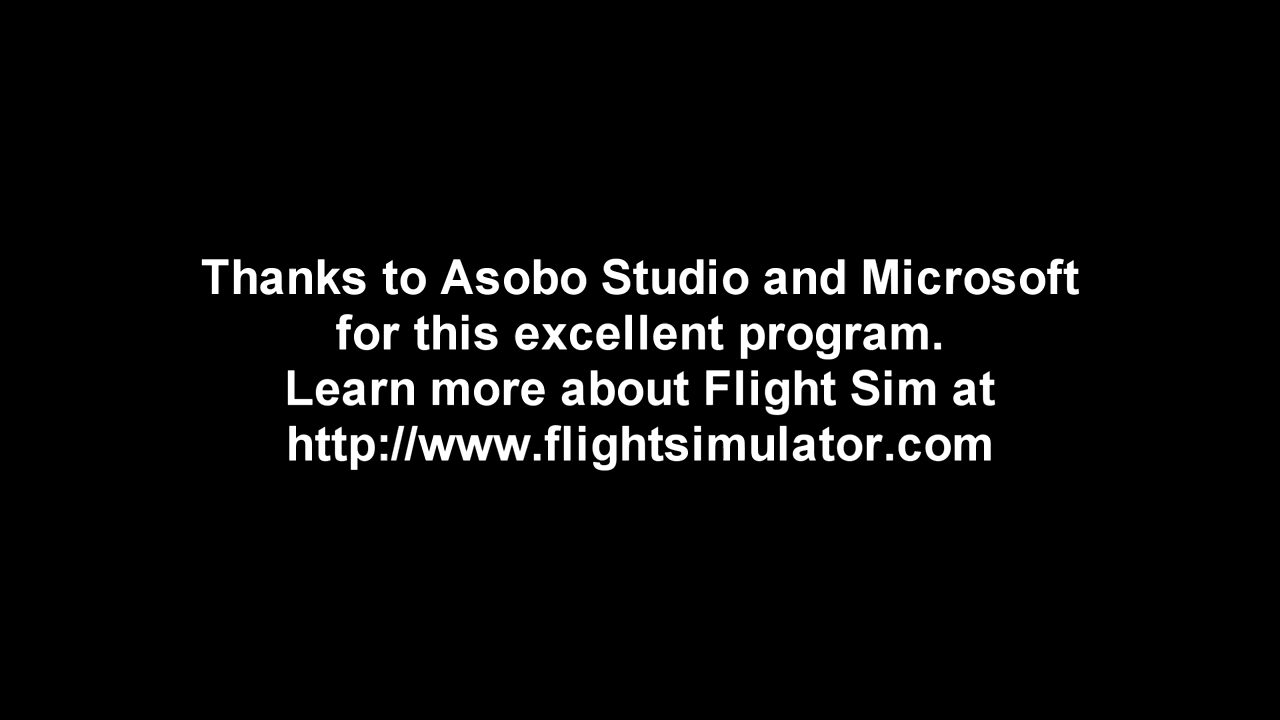 Thanks to Asobo Studio and Microsoft
for this excellent program.
Learn more about Flight Sim at
http://www.flightsimulator.com